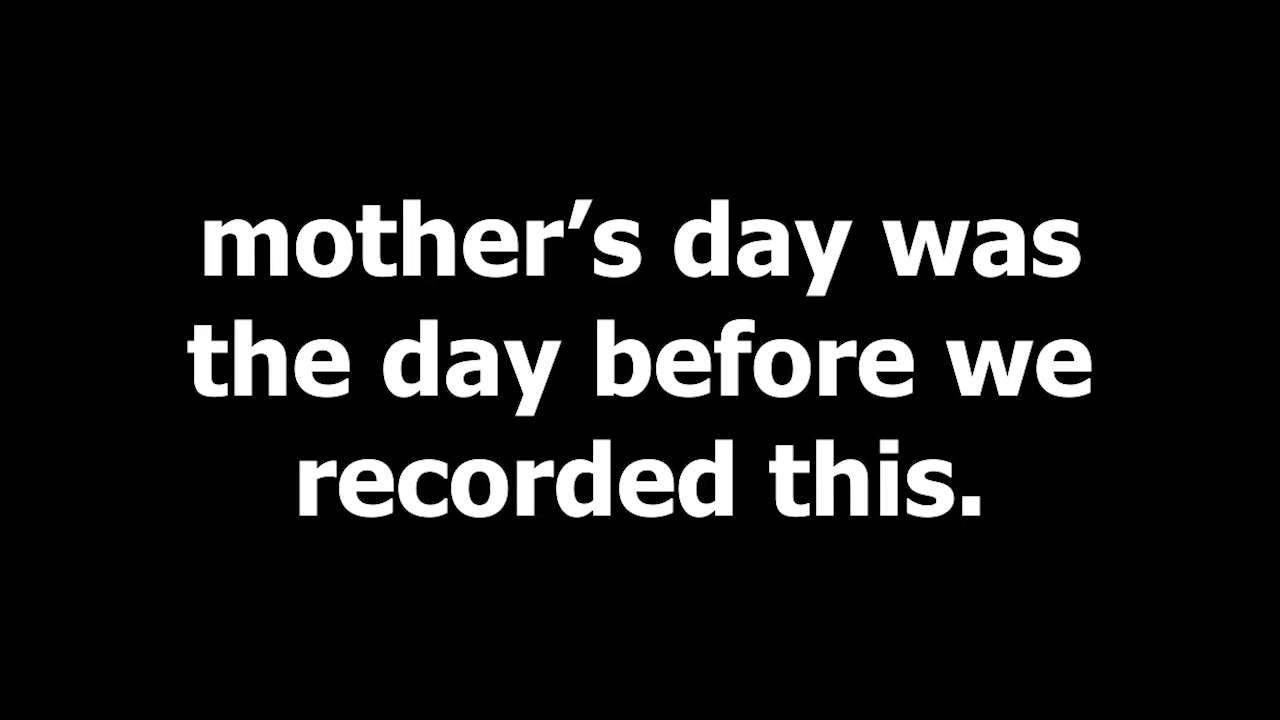 mother’s day was
the day before we
recorded this.